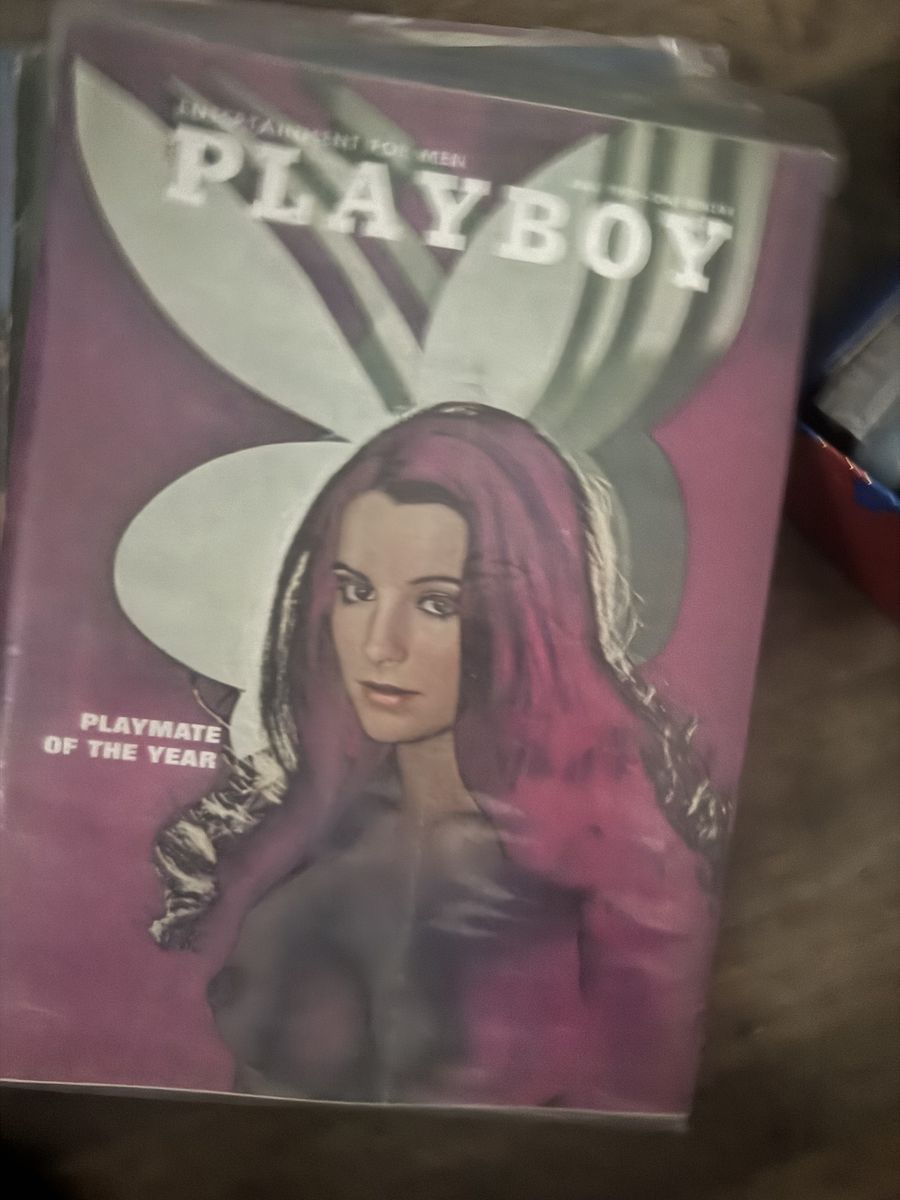 ENTERTAINMENT FOR MEN
PLAYBOY
PLAYMATE
OF THE YEAR